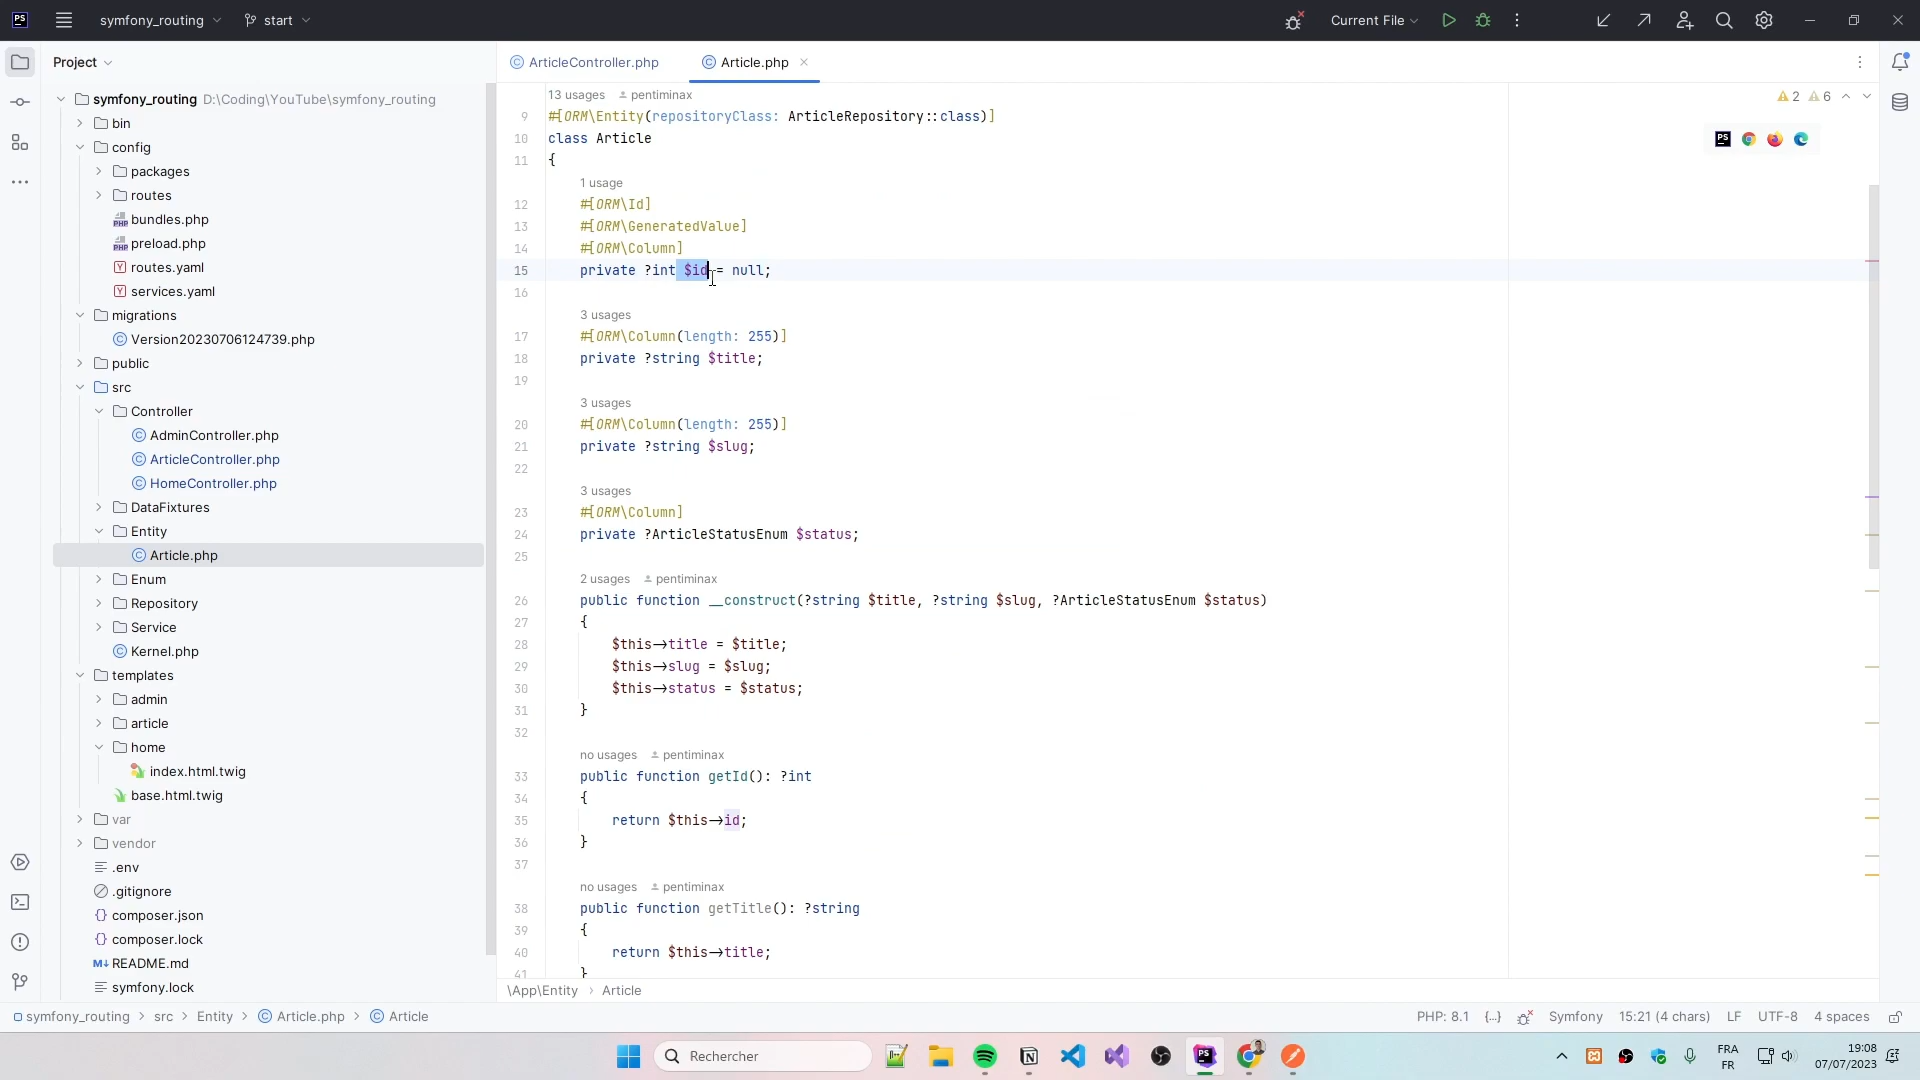 symfony_routing
start
Current File
Project
symfony_routing D:\Coding\YouTube\symfony_routing
bin
config
packages
routes
bundles.php
preload.php
routes.yaml
services.yaml
migrations
Version20230706124739.php
public
src
Controller
AdminController.php
ArticleController.php
HomeController.php
DataFixtures
Entity
Article.php
Enum
Repository
Service
Kernel.php
templates
admin
article
home
index.html.twig
base.html.twig
var
vendor
.env
.gitignore
composer.json
composer.lock
README.md
symfony.lock
ArticleController.php
Article.php
2 6
13 usages pentiminax
9 #[ORM\Entity(repositoryClass: ArticleRepository::class)]
10 class Article
11 {
1 usage
12 #[ORM\Id]
13 #[ORM\GeneratedValue]
14 #[ORM\Column]
15 private ?int $id = null;
16
3 usages
17 #[ORM\Column(length: 255)]
18 private ?string $title;
19
3 usages
20 #[ORM\Column(length: 255)]
21 private ?string $slug;
22
3 usages
23 #[ORM\Column]
24 private ?ArticleStatusEnum $status;
25
2 usages pentiminax
26 public function __construct(?string $title, ?string $slug, ?ArticleStatusEnum $status)
27 {
28 $this->title = $title;
29 $this->slug = $slug;
30 $this->status = $status;
31 }
32
no usages pentiminax
33 public function getId(): ?int
34 {
35 return $this->id;
36 }
37
no usages pentiminax
38 public function getTitle(): ?string
39 {
40 return $this->title;
41 }
\App\Entity › Article
symfony_routing > src > Entity > Article.php > Article
PHP: 8.1 {...} Symfony 15:21 (4 chars) LF UTF-8 4 spaces
Rechercher
FRA
FR
19:08
07/07/2023